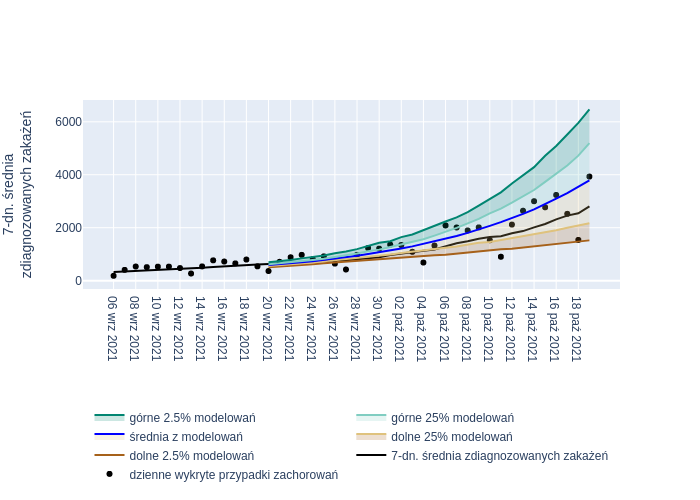 7-dn. średnia
zdiagnozowanych zakażeń
6000
4000
2000
0
06 wrz 2021
08 wrz 2021
10 wrz 2021
12 wrz 2021
14 wrz 2021
16 wrz 2021
18 wrz 2021
20 wrz 2021
22 wrz 2021
24 wrz 2021
26 wrz 2021
28 wrz 2021
30 wrz 2021
02 paź 2021
04 paź 2021
06 paź 2021
08 paź 2021
10 paź 2021
12 paź 2021
14 paź 2021
16 paź 2021
18 paź 2021
górne 2.5% modelowań
górne 25% modelowań
średnia z modelowań
dolne 25% modelowań
dolne 2.5% modelowań
7-dn. średnia zdiagnozowanych zakażeń
dzienne wykryte przypadki zachorowań